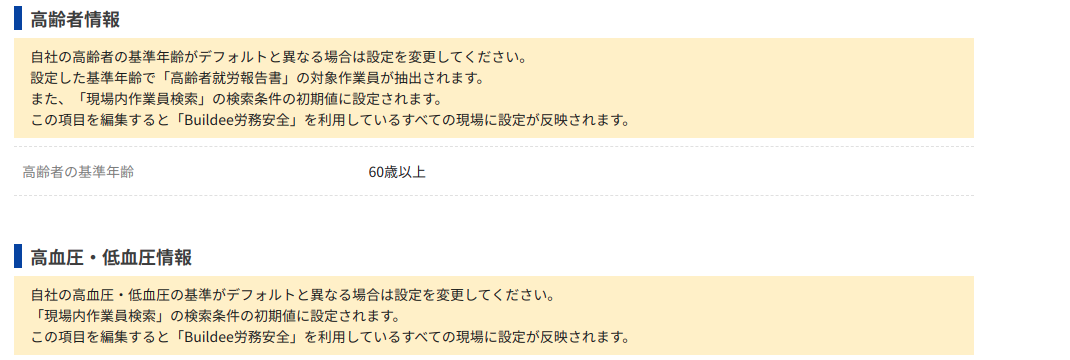 高齢者情報
自社の高齢者の基準年齢がデフォルトと異なる場合は設定を変更してください。
設定した基準年齢で「高齢者就労報告書」の対象作業員が抽出されます。
また、「現場内作業員検索」の検索条件の初期値に設定されます。
この項目を編集すると「Buildee労務安全」を利用しているすべての現場に設定が反映されます。
高齢者の基準年齢 60歳以上
高血圧・低血圧情報
自社の高血圧・低血圧の基準がデフォルトと異なる場合は設定を変更してください。
「現場内作業員検索」の検索条件の初期値に設定されます。
この項目を編集すると「Buildee労務安全」を利用しているすべての現場に設定が反映されます。